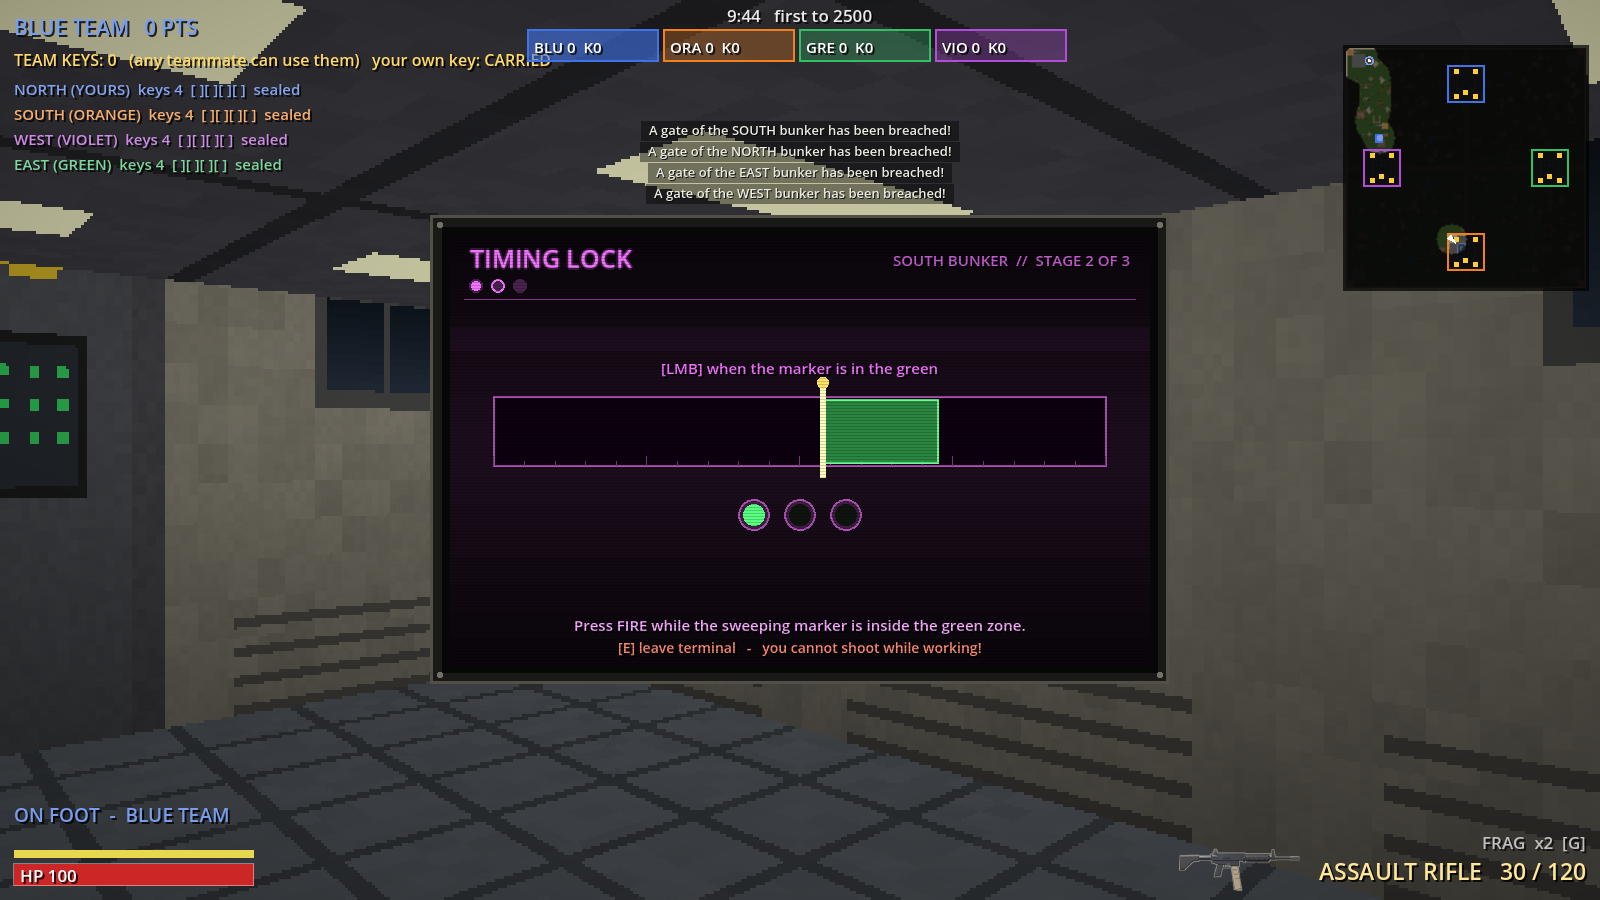 BLUE TEAM 0 PTS
TEAM KEYS: 0 (any teammate can use them) your own key: CARRIED
NORTH (YOURS) keys 4 [ ][ ][ ][ ] sealed
SOUTH (ORANGE) keys 4 [ ][ ][ ][ ] sealed
WEST (VIOLET) keys 4 [ ][ ][ ][ ] sealed
EAST (GREEN) keys 4 [ ][ ][ ][ ] sealed
9:44 first to 2500
BLU 0 K0
ORA 0 K0
GRE 0 K0
VIO 0 K0
A gate of the SOUTH bunker has been breached!
A gate of the NORTH bunker has been breached!
A gate of the EAST bunker has been breached!
A gate of the WEST bunker has been breached!
TIMING LOCK
SOUTH BUNKER // STAGE 2 OF 3
[LMB] when the marker is in the green
Press FIRE while the sweeping marker is inside the green zone.
[E] leave terminal - you cannot shoot while working!
ON FOOT - BLUE TEAM
HP 100
FRAG x2 [G]
ASSAULT RIFLE 30 / 120